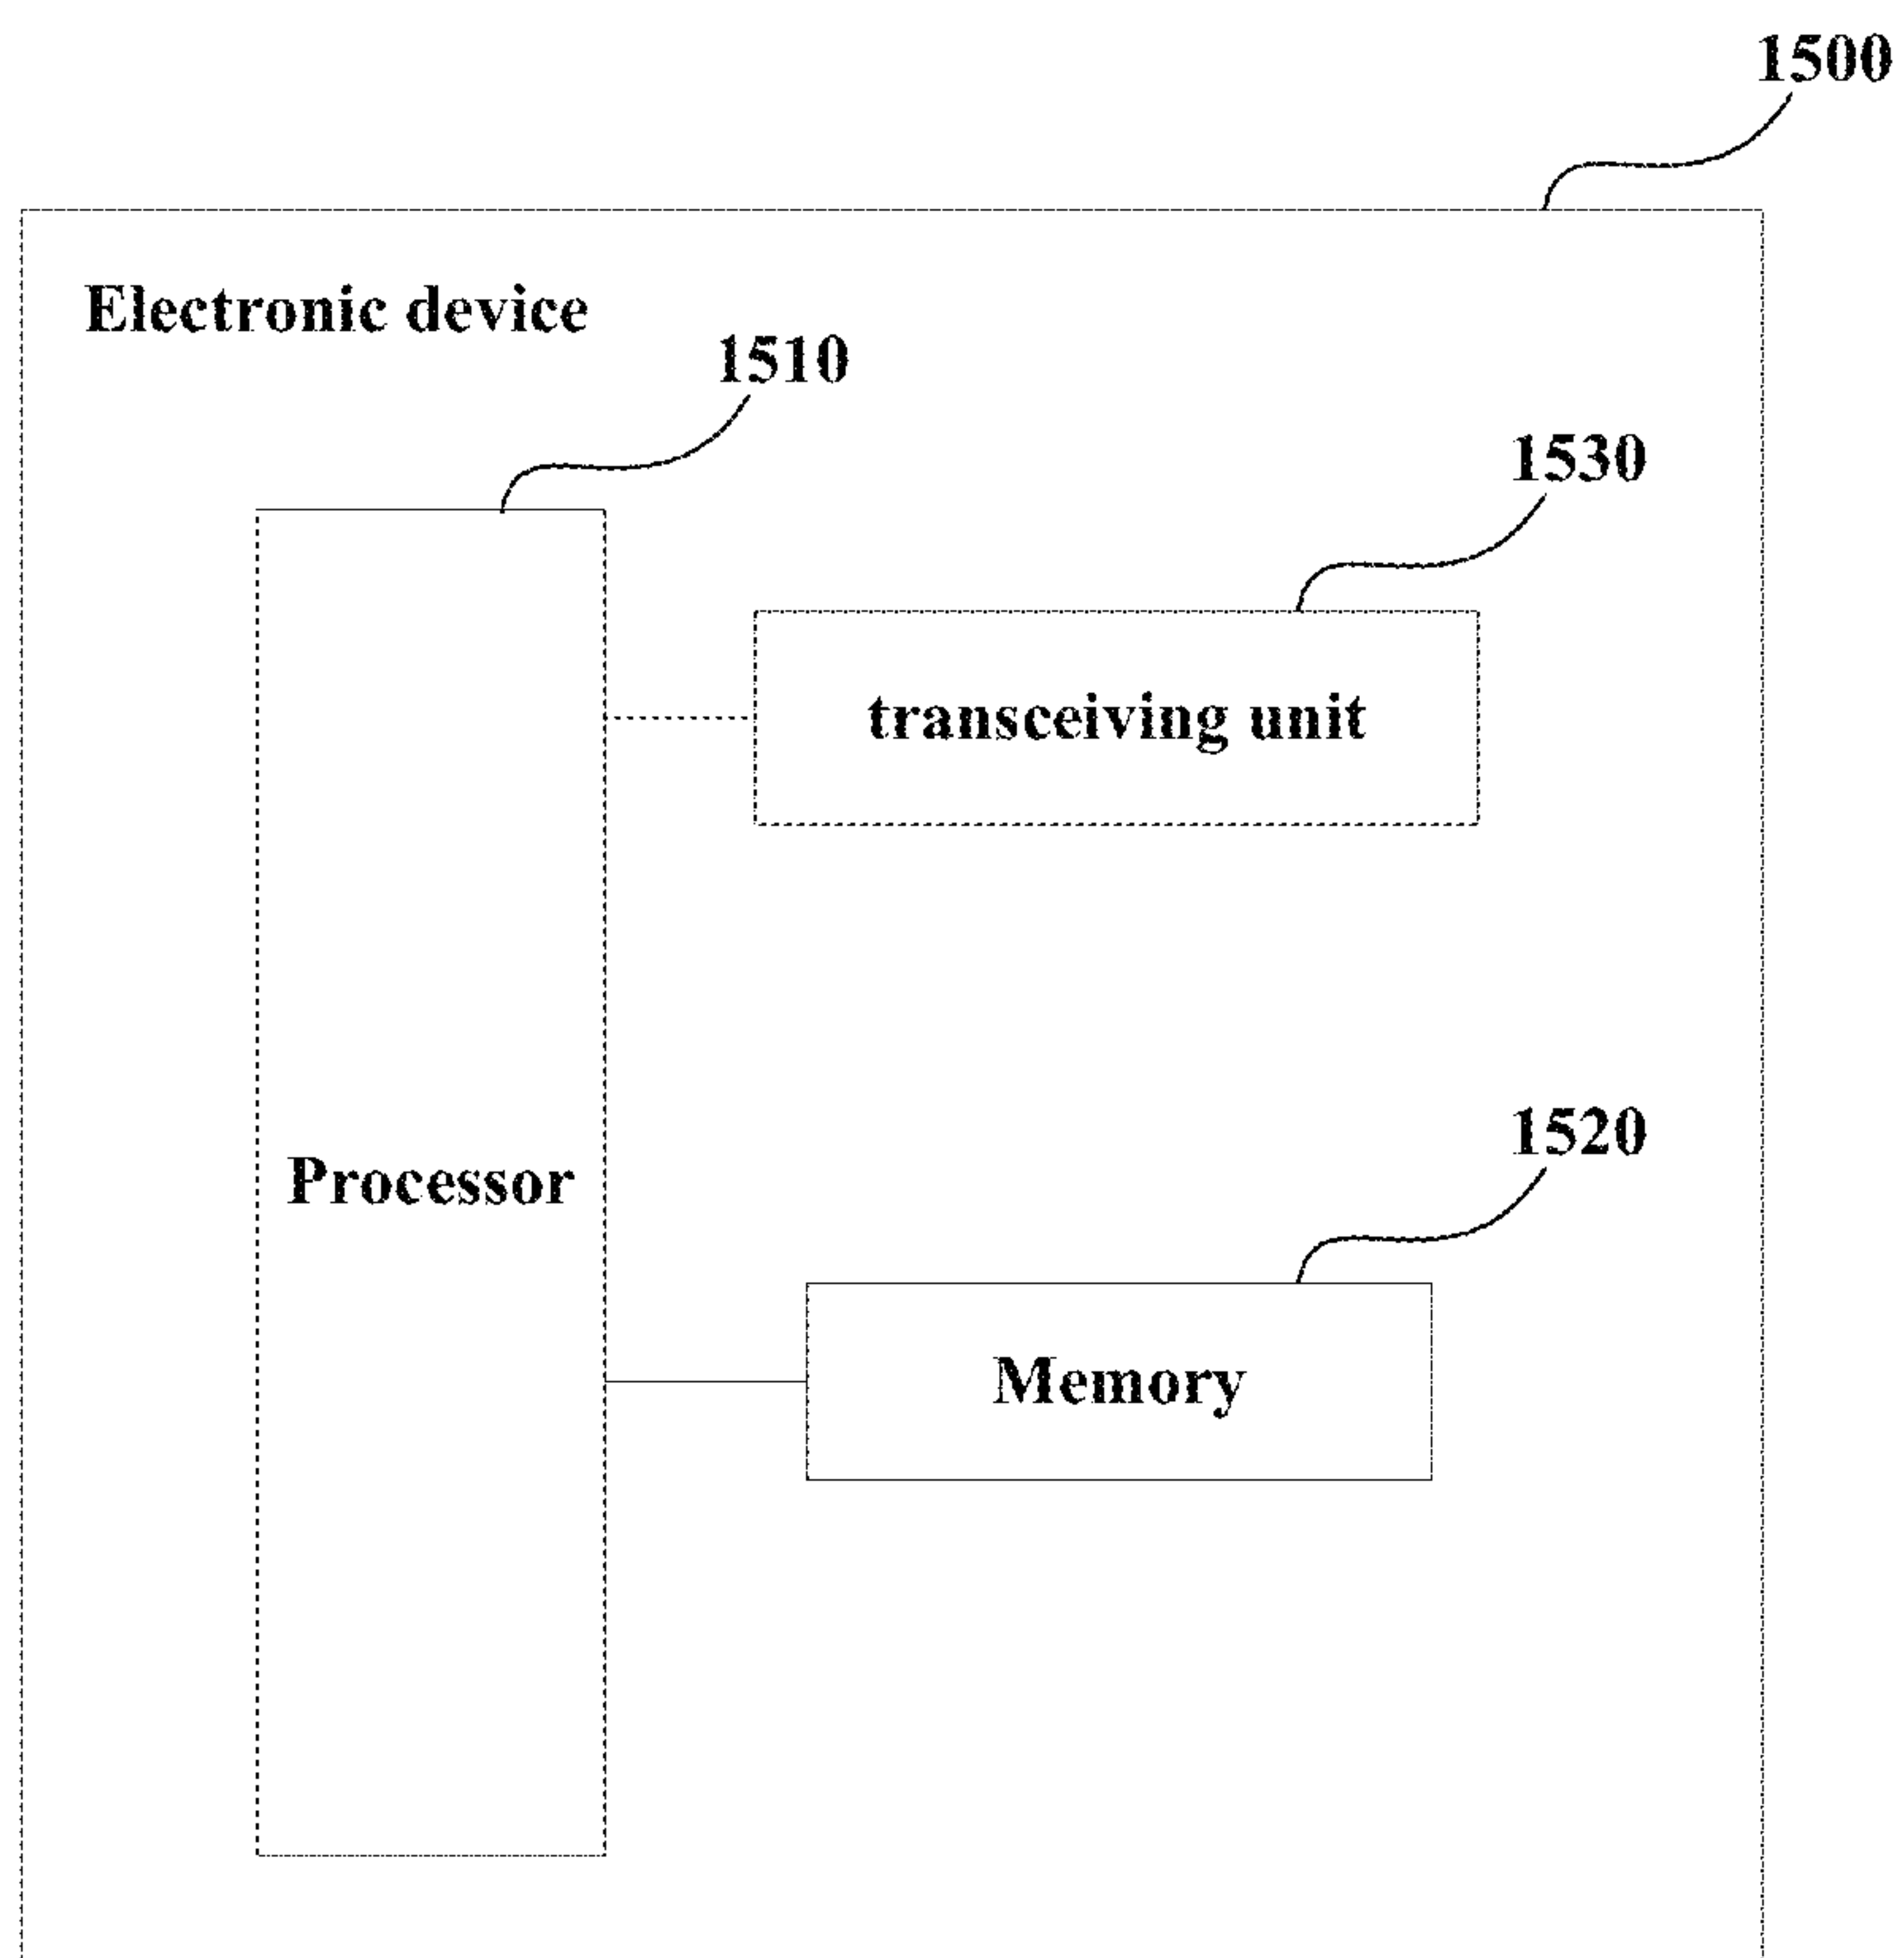 1500
Electronic device
1510
1530
transceiving unit
1520
Processor
Memory